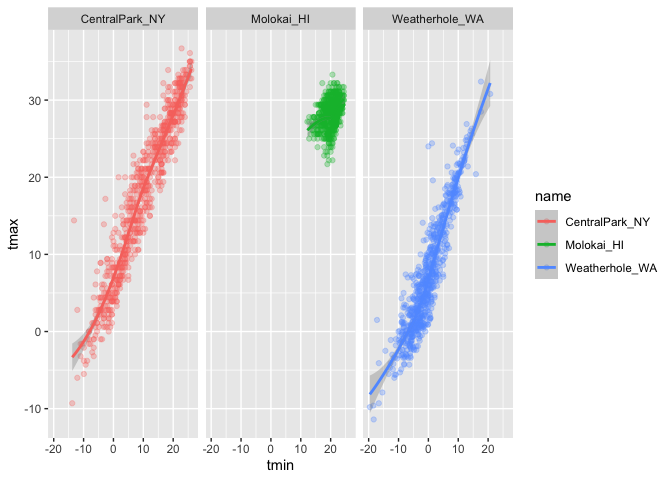 CentralPark_NY Molokai_HI Weatherhole_WA
30
20
10
0
-10
tmax
-20 -10 0 10 20 -20 -10 0 10 20 -20 -10 0 10 20
tmin
name
CentralPark_NY
Molokai_HI
Weatherhole_WA